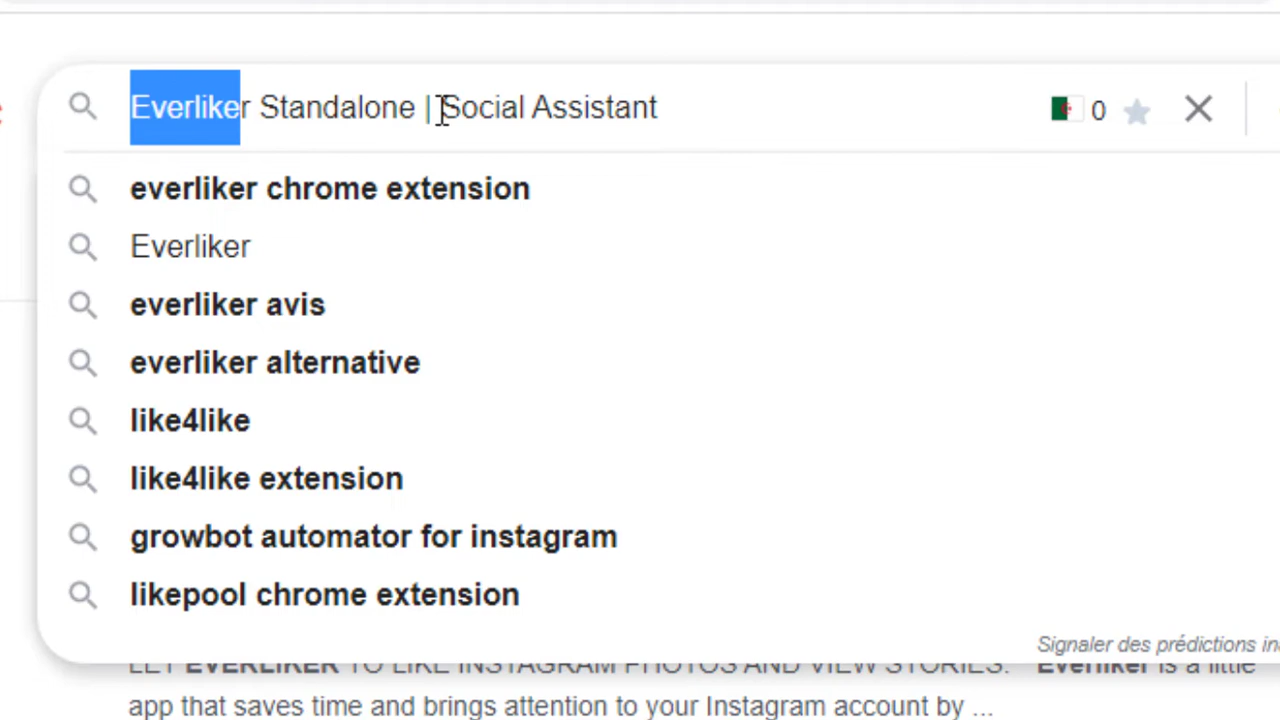 Everliker Standalone | Social Assistant
0
everliker chrome extension
Everliker
everliker avis
everliker alternative
like4like
like4like extension
growbot automator for instagram
likepool chrome extension
Signaler des prédictions
LET EVERLIKER TO LIKE INSTAGRAM PHOTOS AND VIEW STORIES. Everliker is a little
app that saves time and brings attention to your Instagram account by ...